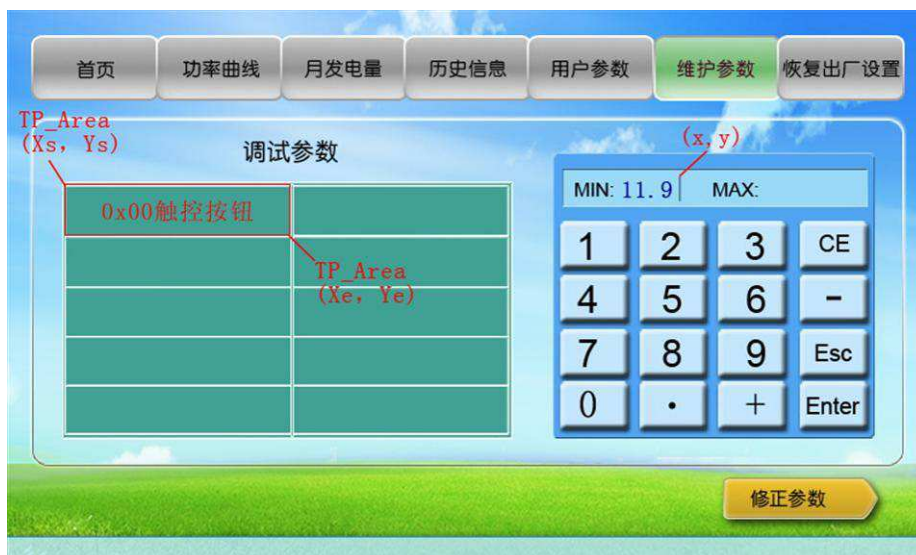 首页 功率曲线 月发电量 历史信息 用户参数 维护参数 恢复出厂设置
TP_Area
(Xs, Ys)
调试参数
(x, y)
MIN: 11.9 MAX:
0x00触控按钮
TP_Area
(Xe, Ye)
1 2 3 CE
4 5 6 -
7 8 9 Esc
0 · + Enter
修正参数